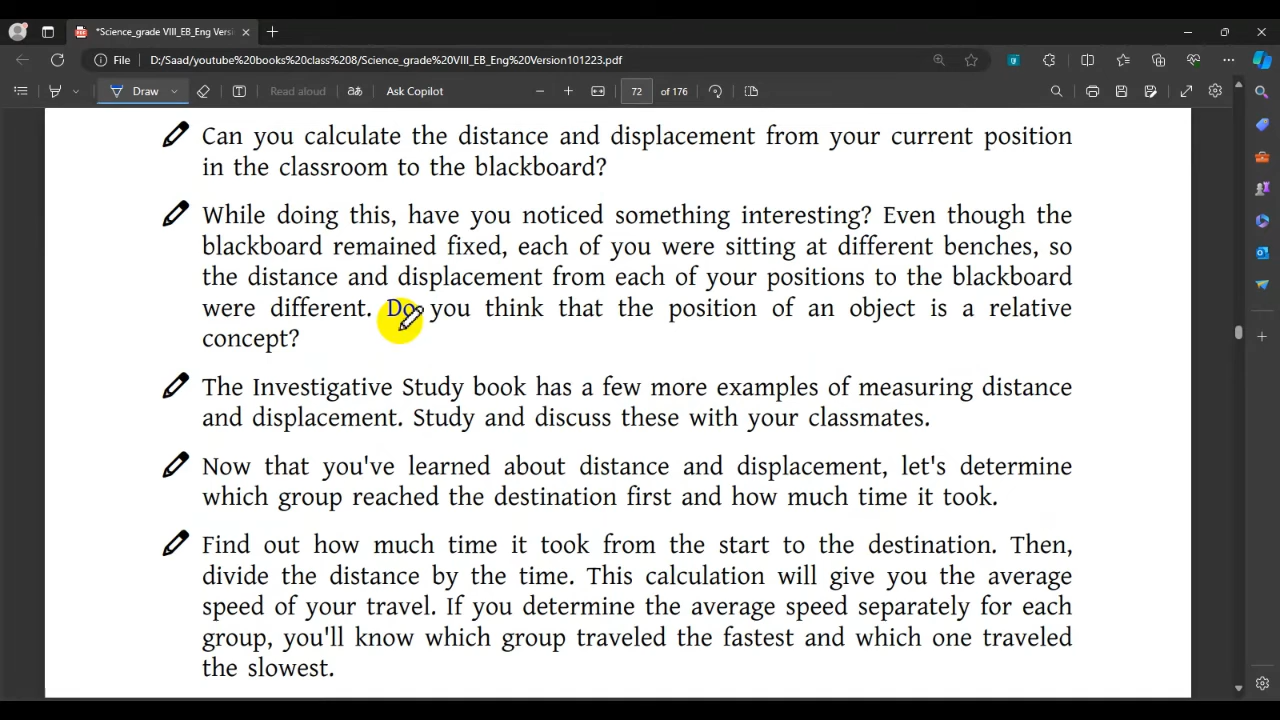 *Science_grade VIII_EB_Eng Versi
File
D:/Saad/youtube%20books%20class%208/Science_grade%20VIII_EB_Eng%20Version101223.pdf
Draw
Read aloud
aあ
Ask Copilot
72
of 176
Can you calculate the distance and displacement from your current position
in the classroom to the blackboard?
While doing this, have you noticed something interesting? Even though the
blackboard remained fixed, each of you were sitting at different benches, so
the distance and displacement from each of your positions to the blackboard
were different. Do you think that the position of an object is a relative
concept?
The Investigative Study book has a few more examples of measuring distance
and displacement. Study and discuss these with your classmates.
Now that you've learned about distance and displacement, let's determine
which group reached the destination first and how much time it took.
Find out how much time it took from the start to the destination. Then,
divide the distance by the time. This calculation will give you the average
speed of your travel. If you determine the average speed separately for each
group, you'll know which group traveled the fastest and which one traveled
the slowest.